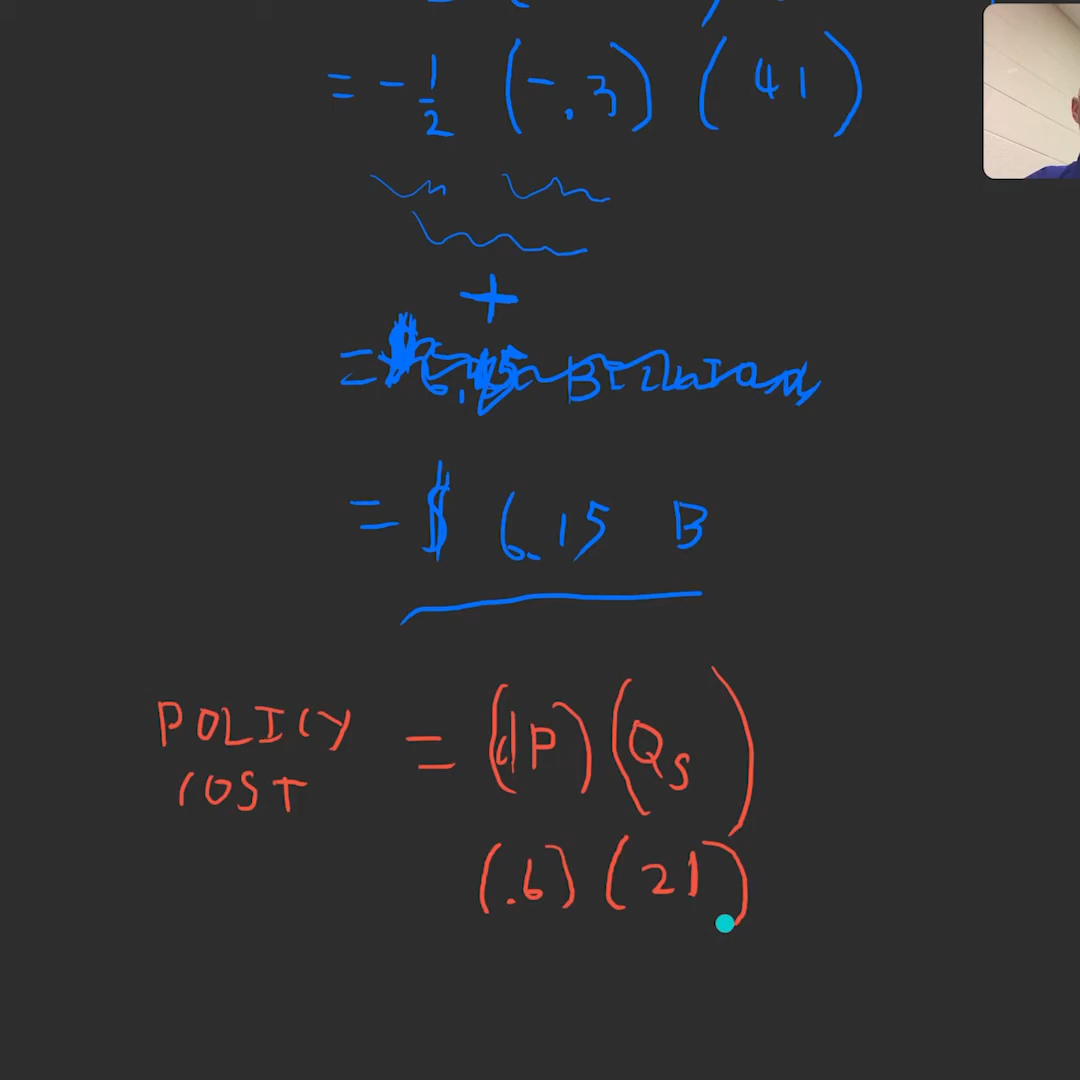 = - 1/2 (-.3) (41)
+
= $ 6.15 B
POLICY COST = (dP) (Qs)
(.6) (21)